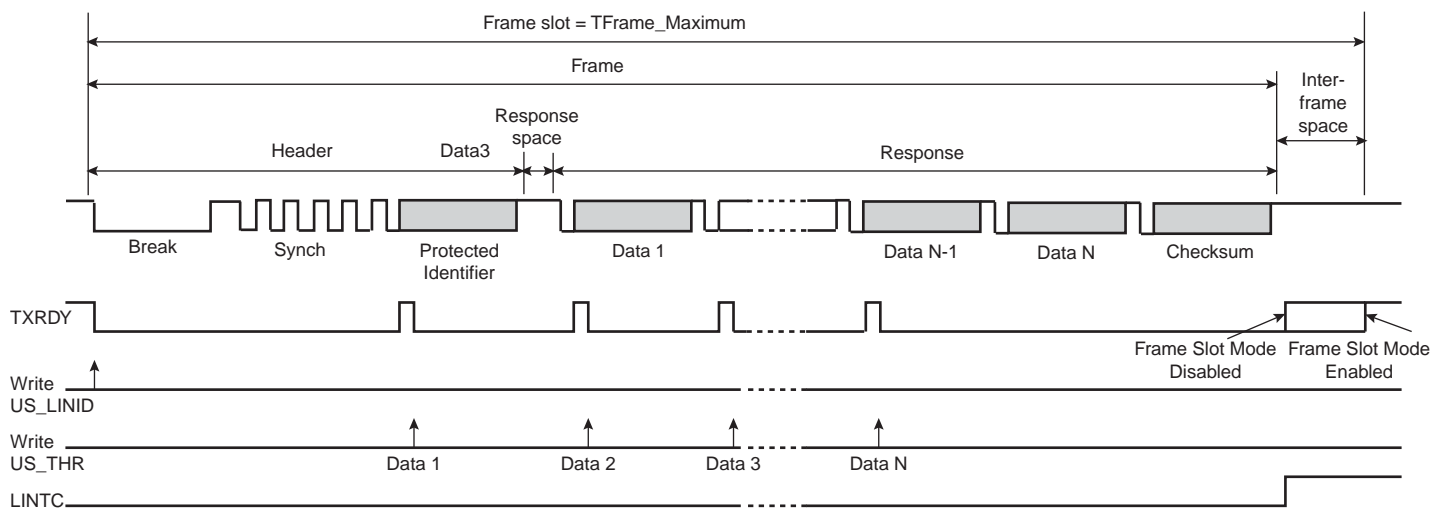 Frame slot = TFrame_Maximum
Frame
Inter-
frame
space
Response
space
Header
Data3
Response
Break
Synch
Protected
Identifier
Data 1
Data N-1
Data N
Checksum
TXRDY
Frame Slot Mode
Disabled
Frame Slot Mode
Enabled
Write
US_LINID
Write
US_THR
Data 1
Data 2
Data 3
Data N
LINTC